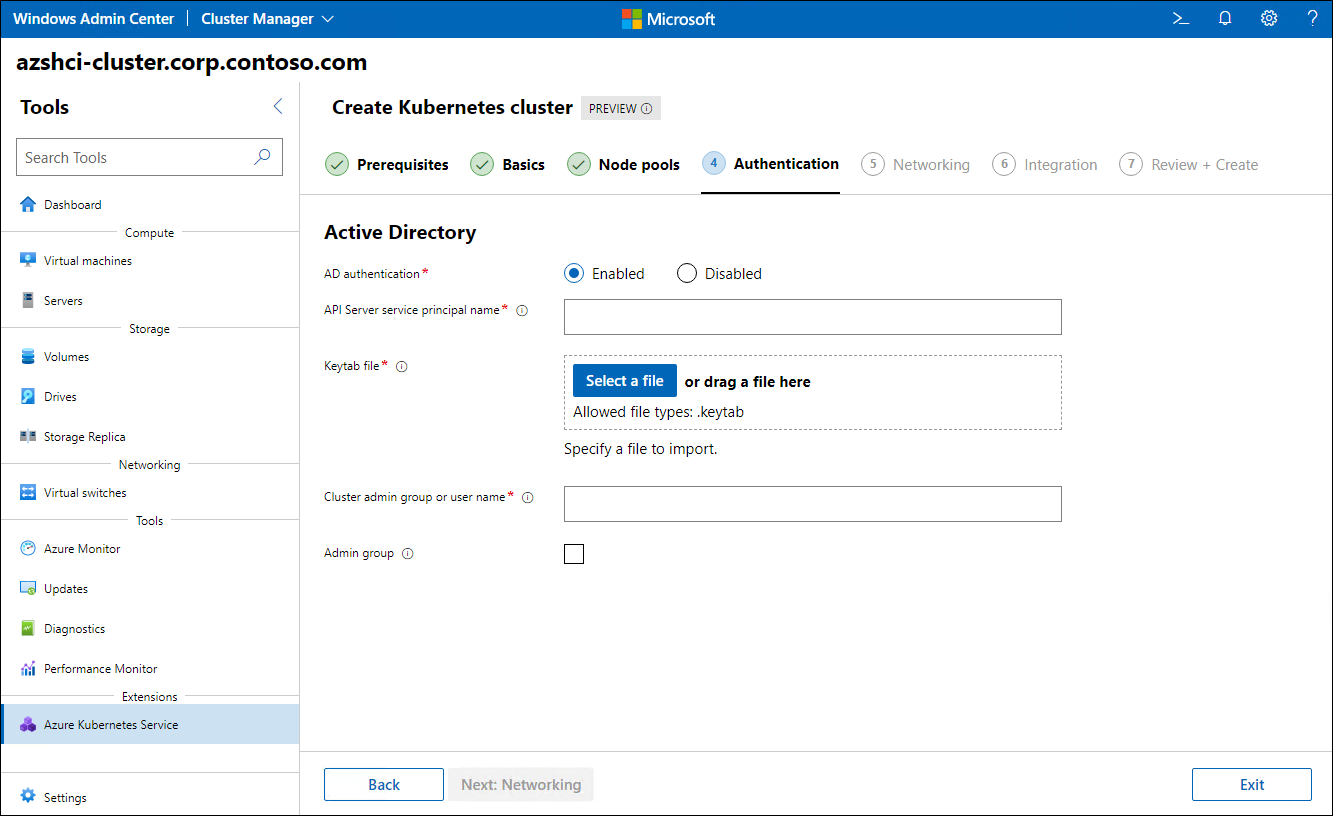 Windows Admin Center Cluster Manager Microsoft
azshci-cluster.corp.contoso.com
Tools
Search Tools
Dashboard
Compute
Virtual machines
Servers
Storage
Volumes
Drives
Storage Replica
Networking
Virtual switches
Tools
Azure Monitor
Updates
Diagnostics
Performance Monitor
Extensions
Azure Kubernetes Service
Settings
Create Kubernetes cluster PREVIEW
Prerequisites Basics Node pools 4 Authentication 5 Networking 6 Integration 7 Review + Create
Active Directory
AD authentication* Enabled Disabled
API Server service principal name*
Keytab file*
Select a file or drag a file here
Allowed file types: .keytab
Specify a file to import.
Cluster admin group or user name*
Admin group
Back Next: Networking Exit